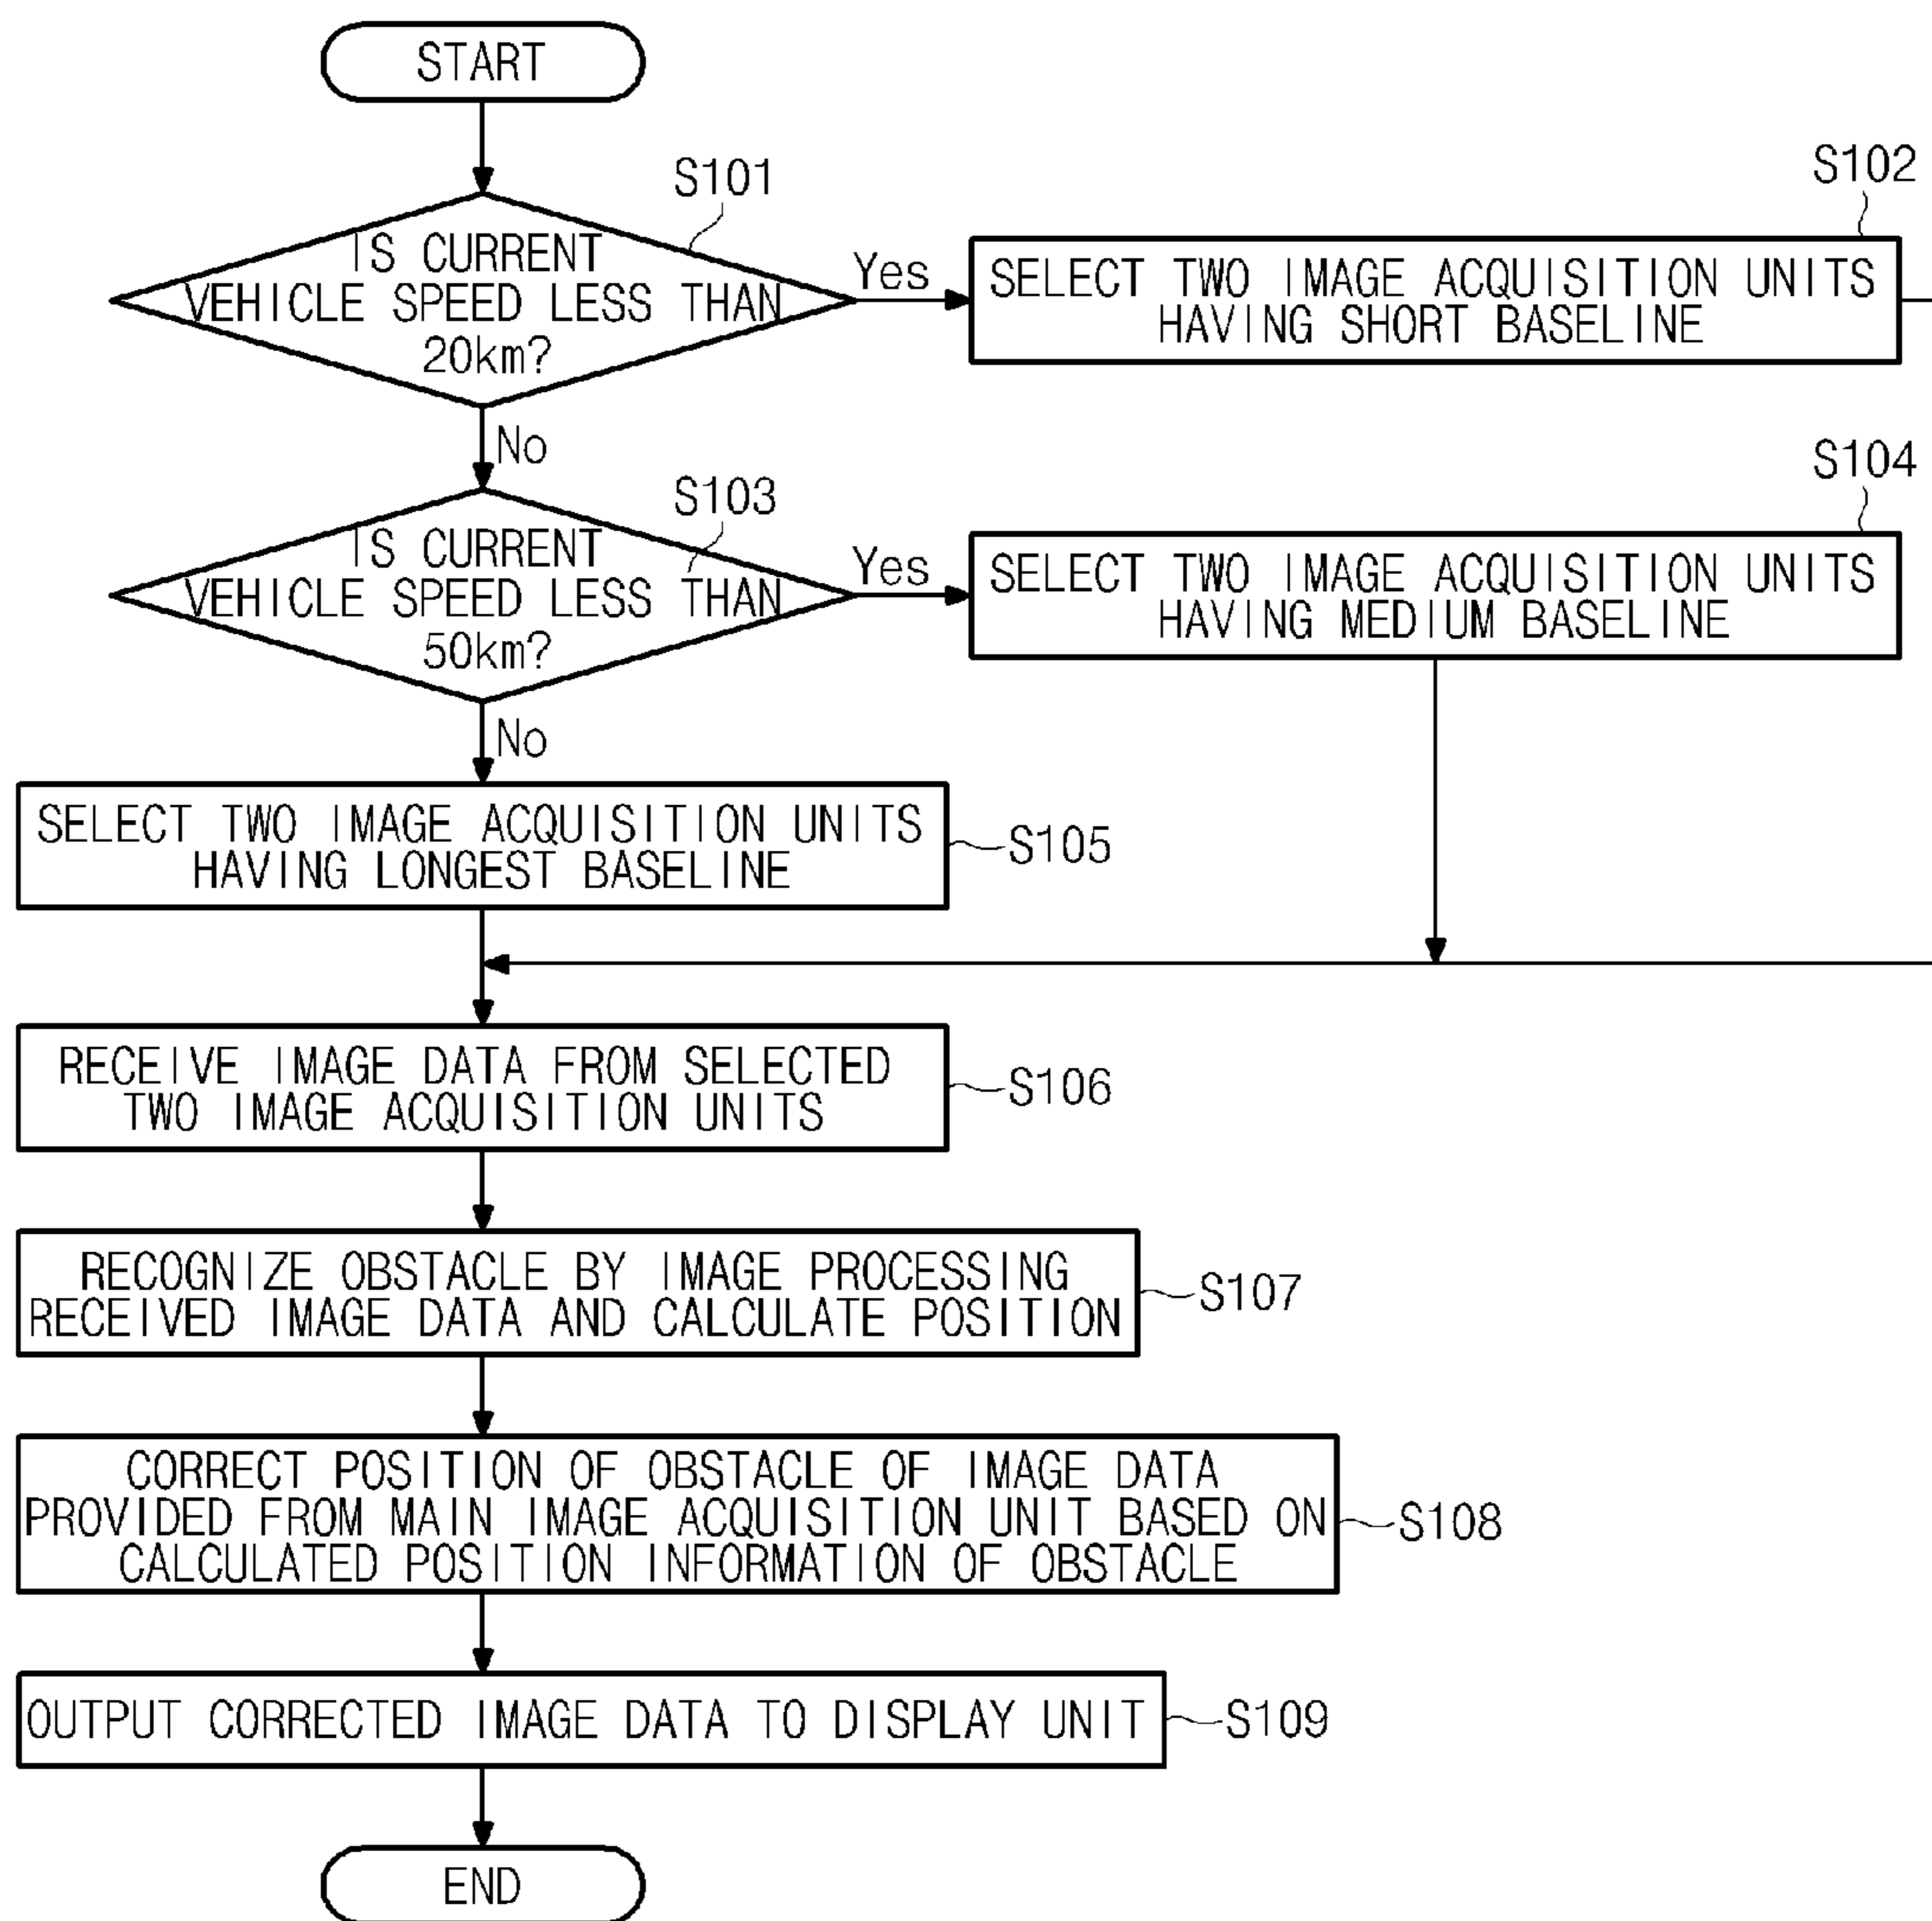 START
S101
IS CURRENT
VEHICLE SPEED LESS THAN
20km?
Yes
S102
SELECT TWO IMAGE ACQUISITION UNITS
HAVING SHORT BASELINE
No
S103
IS CURRENT
VEHICLE SPEED LESS THAN
50km?
Yes
S104
SELECT TWO IMAGE ACQUISITION UNITS
HAVING MEDIUM BASELINE
No
SELECT TWO IMAGE ACQUISITION UNITS
HAVING LONGEST BASELINE
S105
RECEIVE IMAGE DATA FROM SELECTED
TWO IMAGE ACQUISITION UNITS
S106
RECOGNIZE OBSTACLE BY IMAGE PROCESSING
RECEIVED IMAGE DATA AND CALCULATE POSITION
S107
CORRECT POSITION OF OBSTACLE OF IMAGE DATA
PROVIDED FROM MAIN IMAGE ACQUISITION UNIT BASED ON
CALCULATED POSITION INFORMATION OF OBSTACLE
S108
OUTPUT CORRECTED IMAGE DATA TO DISPLAY UNIT
S109
END